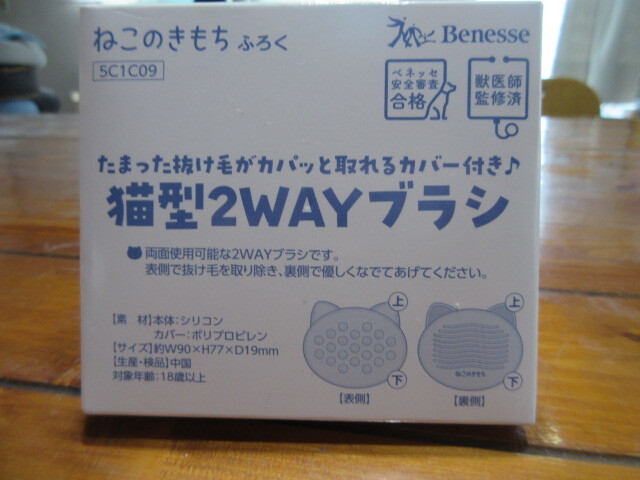 ねこのきもち ふろく
Benesse
5C1C09
ベネッセ
安全審査
合格
獣医師
監修済
たまった抜け毛がカパッと取れるカバー付き♪
猫型2WAYブラシ
両面使用可能な2WAYブラシです。
表側で抜け毛を取り除き、裏側で優しくなでてあげてください。
【素　材】本体：シリコン
カバー：ポリプロピレン
【サイズ】約W90×H77×D19mm
【生産・検品】中国
対象年齢：18歳以上
上
下
【表側】
上
ねこのきもち
下
【裏側】